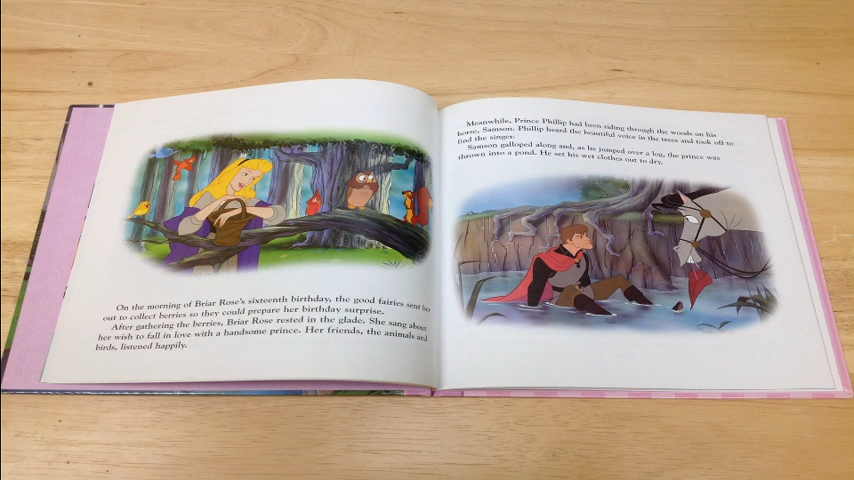 On the morning of Briar Rose's sixteenth birthday, the good fairies sent her
out to collect berries so they could prepare her birthday surprise.
After gathering the berries, Briar Rose rested in the glade. She sang about
her wish to fall in love with a handsome prince. Her friends, the animals and
birds, listened happily.
Meanwhile, Prince Phillip had been riding through the woods on his
horse, Samson. Phillip heard the beautiful voice in the trees and took off to
find the singer.
Samson galloped along and, as he jumped over a log, the prince was
thrown into a pond. He set his wet clothes out to dry.